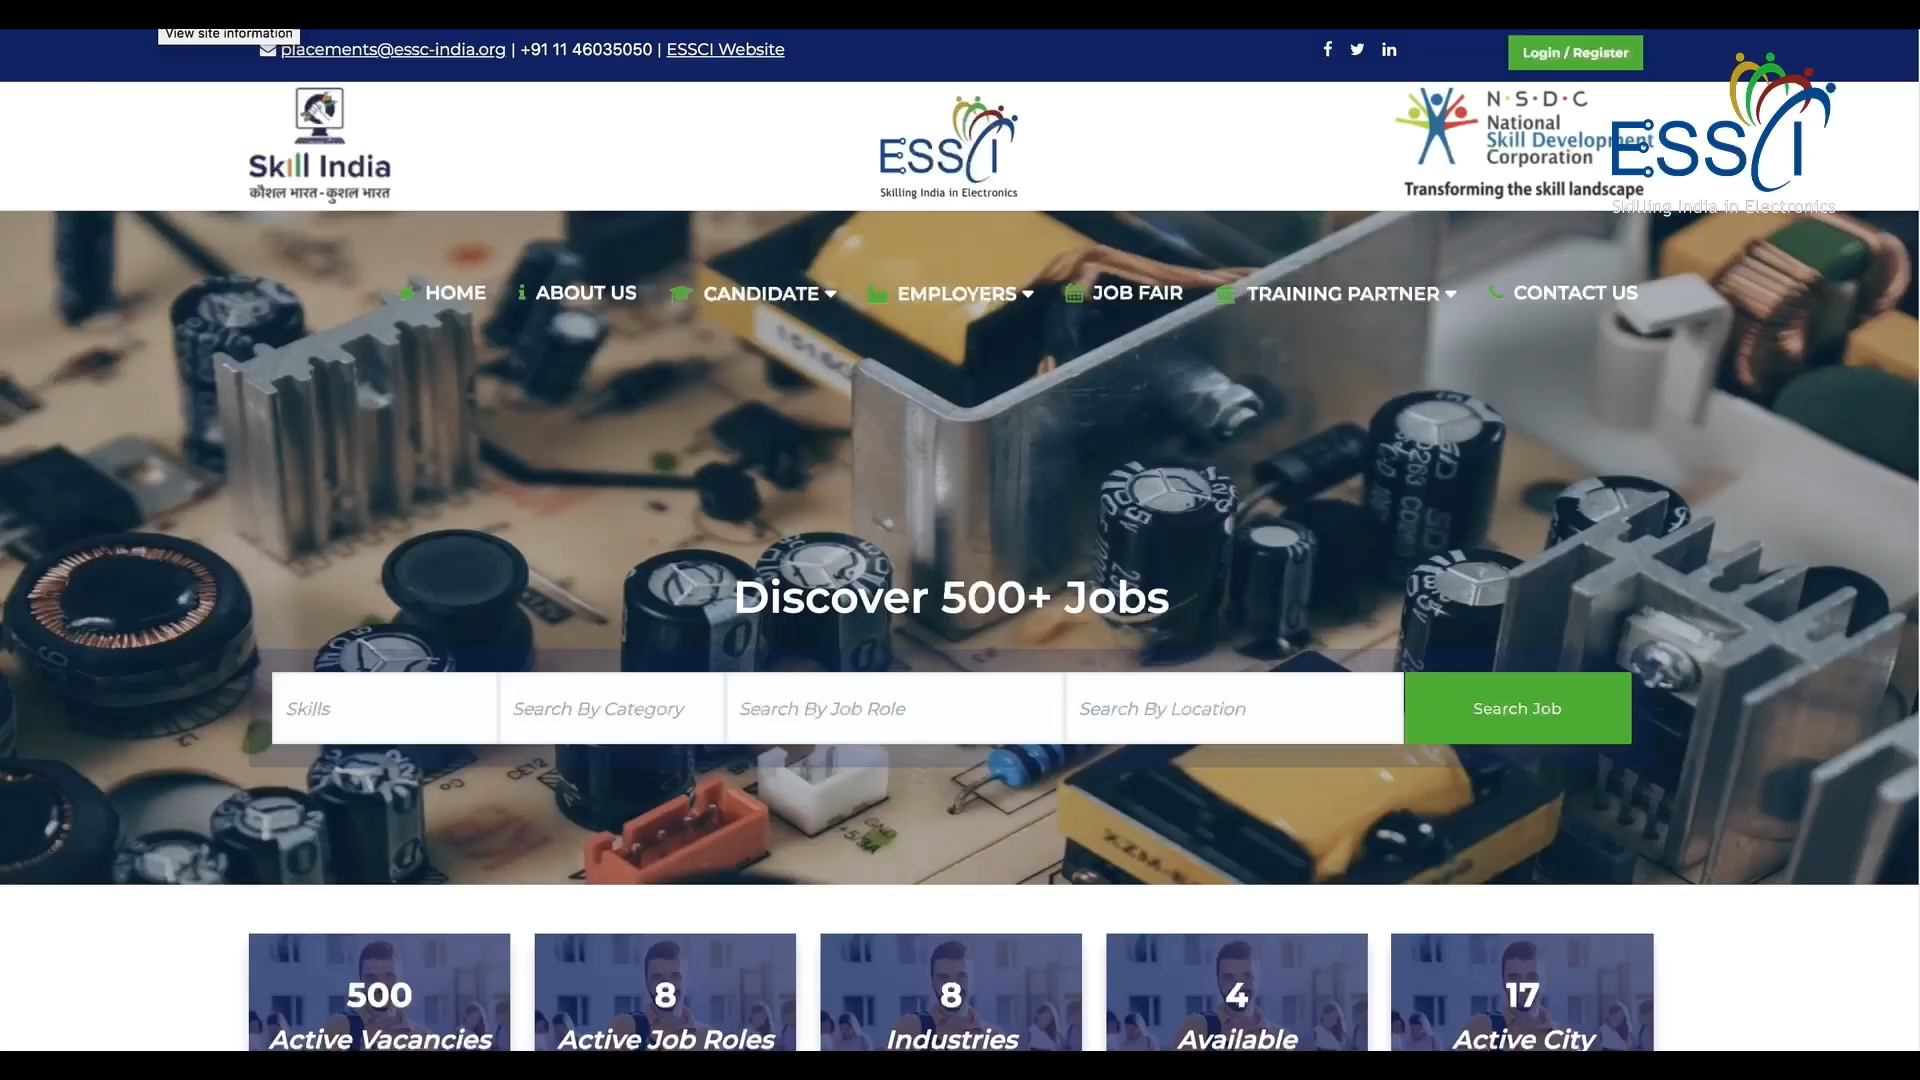 View site information
placements@essc-india.org | +91 11 46035050 | ESSCI Website
Login / Register
Skill India
कौशल भारत-कुशल भारत
ESSCI
Skilling India in Electronics
N·S·D·C
National
Skill Development
Corporation
Transforming the skill landscape
ESSCI
Skilling India in Electronics
HOME
ABOUT US
CANDIDATE
EMPLOYERS
JOB FAIR
TRAINING PARTNER
CONTACT US
Discover 500+ Jobs
Skills
Search By Category
Search By Job Role
Search By Location
Search Job
500
Active Vacancies
8
Active Job Roles
8
Industries
4
Available
17
Active City